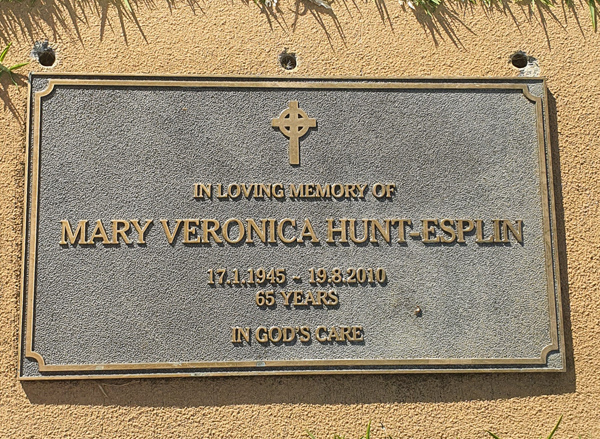 IN LOVING MEMORY OF
MARY VERONICA HUNT-ESPLIN
17.1.1945 ~ 19.8.2010
65 YEARS
IN GOD'S CARE